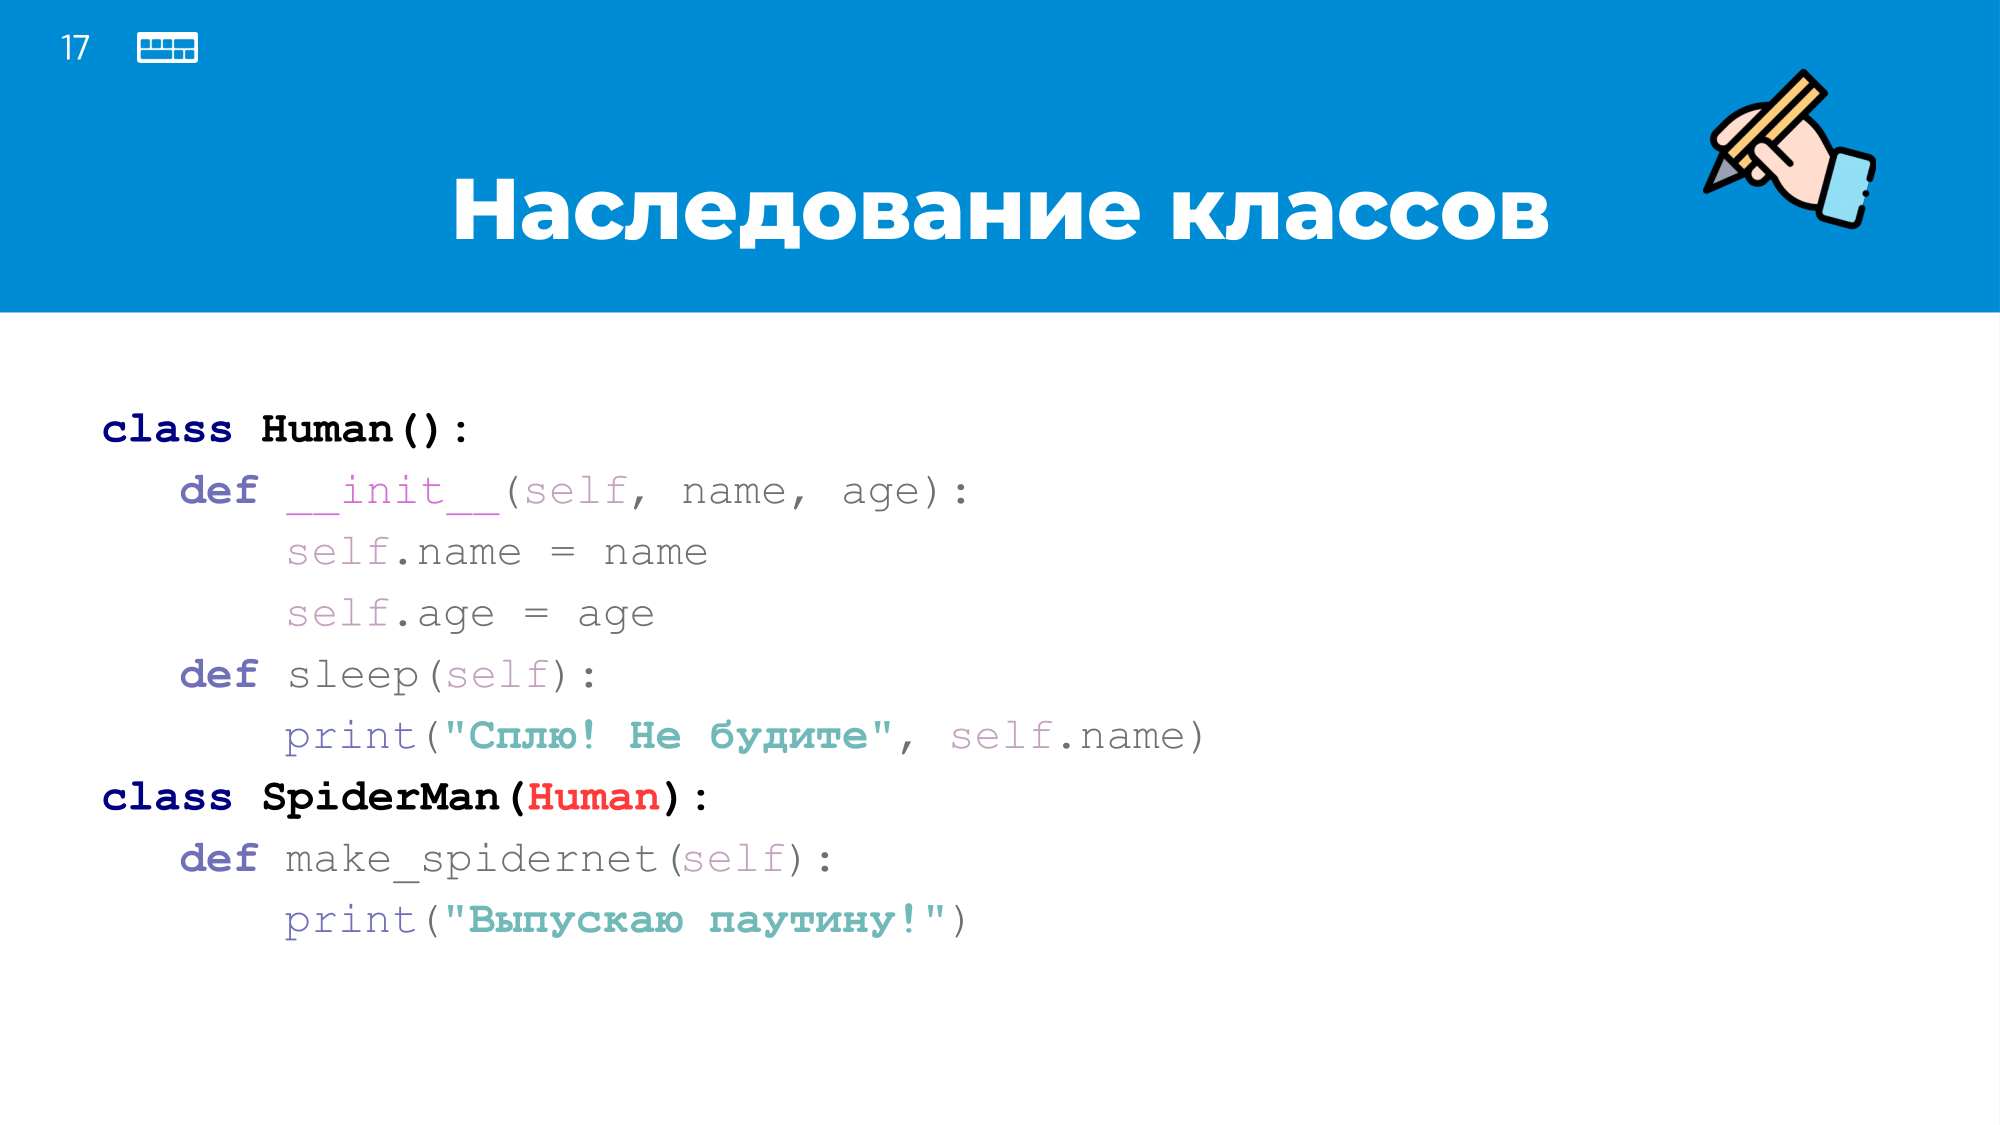 17
Наследование классов
class Human():
def __init__(self, name, age):
self.name = name
self.age = age
def sleep(self):
print("Сплю! Не будите", self.name)
class SpiderMan(Human):
def make_spidernet(self):
print("Выпускаю паутину!")